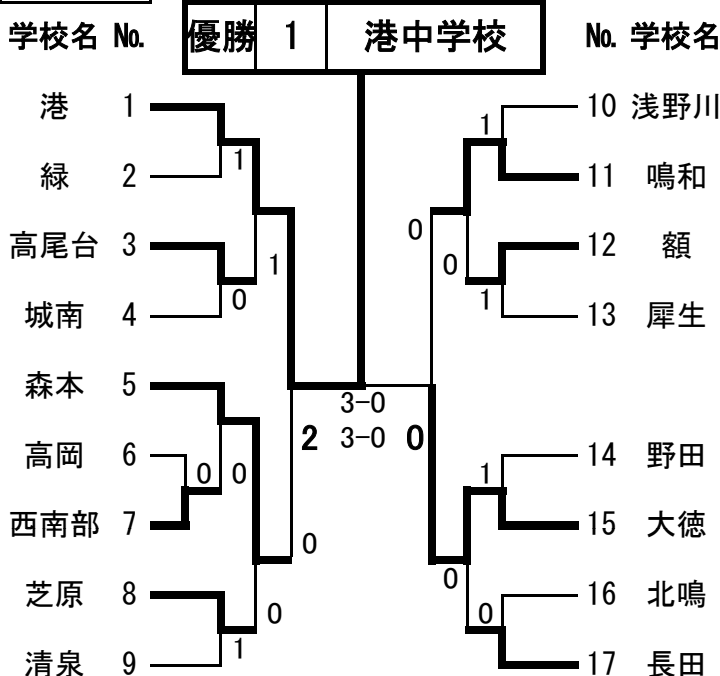 優勝 1 港中学校
学校名 No. No. 学校名
港 1 10 浅野川
1
1
緑 2 11 鳴和
0
高尾台 3 12 額
1 0
0 1
城南 4 13 犀生
森本 5
3-0
2 3-0 0
高岡 6 14 野田
0 0 1
西南部 7 15 大徳
0
0
芝原 8 16 北鳴
0 0
1
清泉 9 17 長田